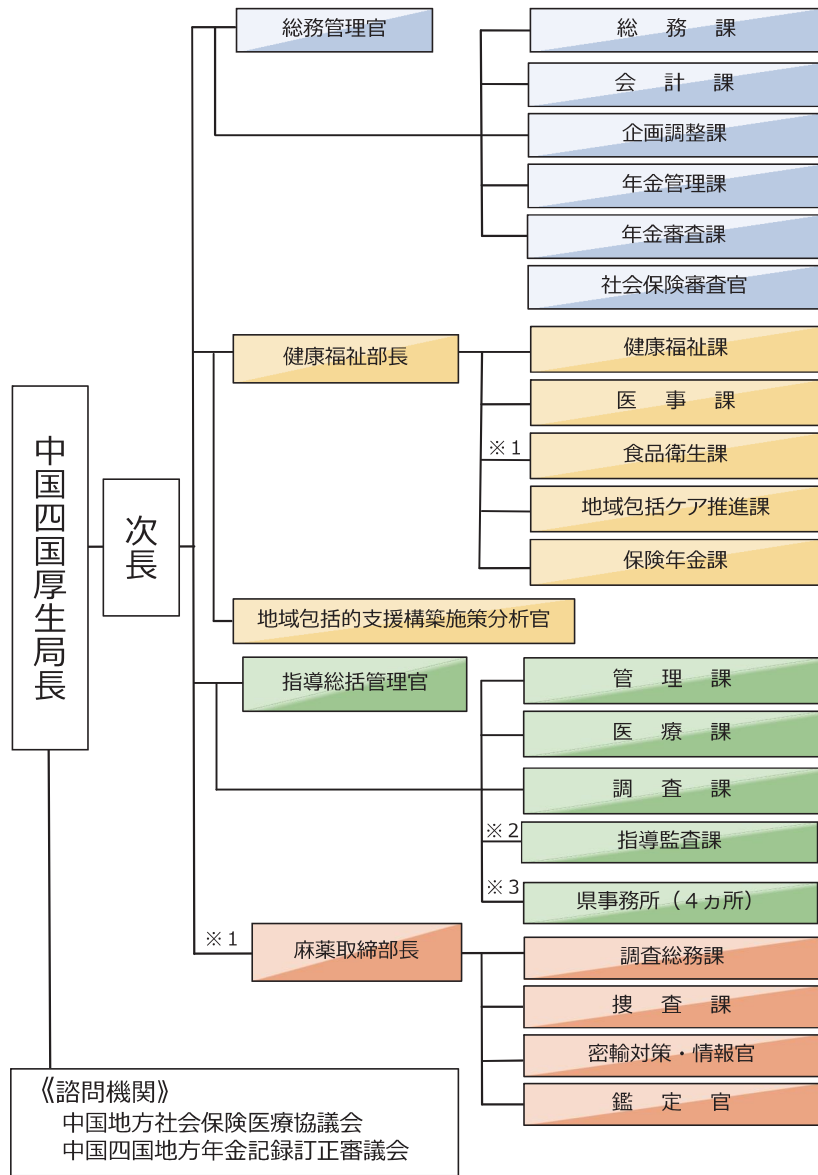 中国四国厚生局長
次長
総務管理官
総務課
会計課
企画調整課
年金管理課
年金審査課
社会保険審査官
健康福祉部長
健康福祉課
医事課
※1
食品衛生課
地域包括ケア推進課
保険年金課
地域包括的支援構築施策分析官
指導総括管理官
管理課
医療課
調査課
※2
指導監査課
※3
県事務所（4ヵ所）
※1
麻薬取締部長
調査総務課
捜査課
密輸対策・情報官
鑑定官
《諮問機関》
中国地方社会保険医療協議会
中国四国地方年金記録訂正審議会